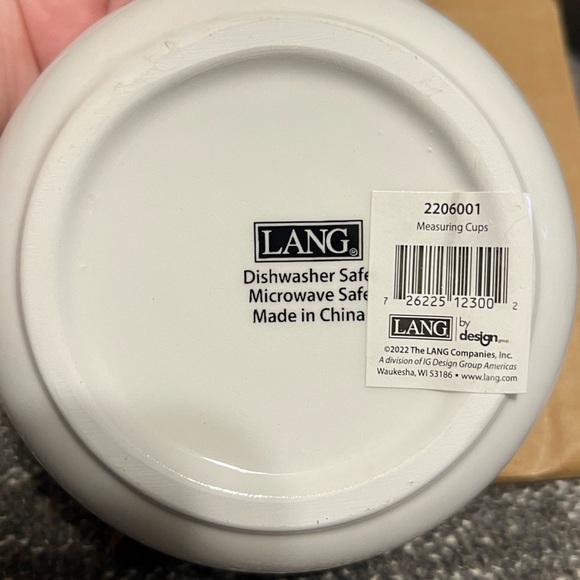 LANG®
Dishwasher Safe
Microwave Safe
Made in China
2206001
Measuring Cups
7 26225 12300 2
LANG® by design group
©2022 The LANG Companies, Inc.
A division of IG Design Group Americas
Waukesha, WI 53186 • www.lang.com